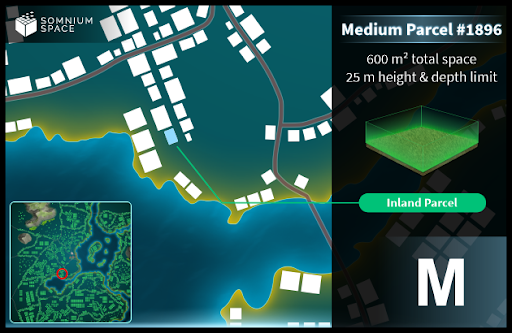 SOMNIUM
SPACE
Medium Parcel #1896
600 m² total space
25 m height & depth limit
Inland Parcel
M